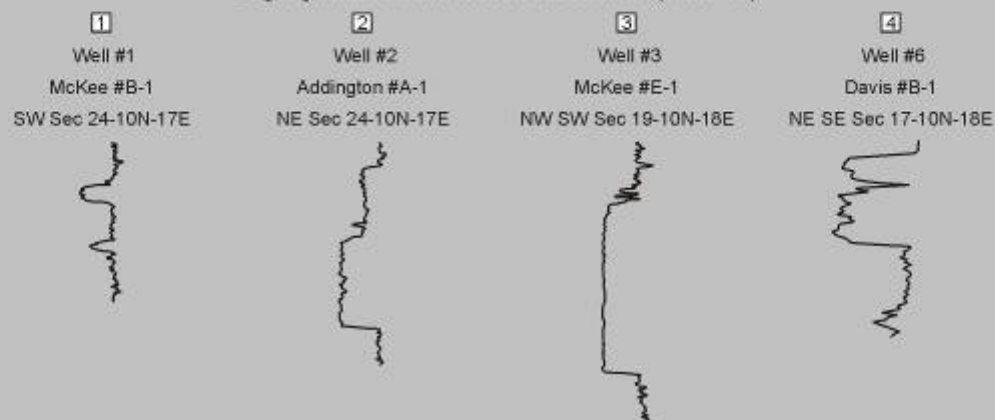 1
Well #1
McKee #B-1
SW Sec 24-10N-17E
2
Well #2
Addington #A-1
NE Sec 24-10N-17E
3
Well #3
McKee #E-1
NW SW Sec 19-10N-18E
4
Well #6
Davis #B-1
NE SE Sec 17-10N-18E